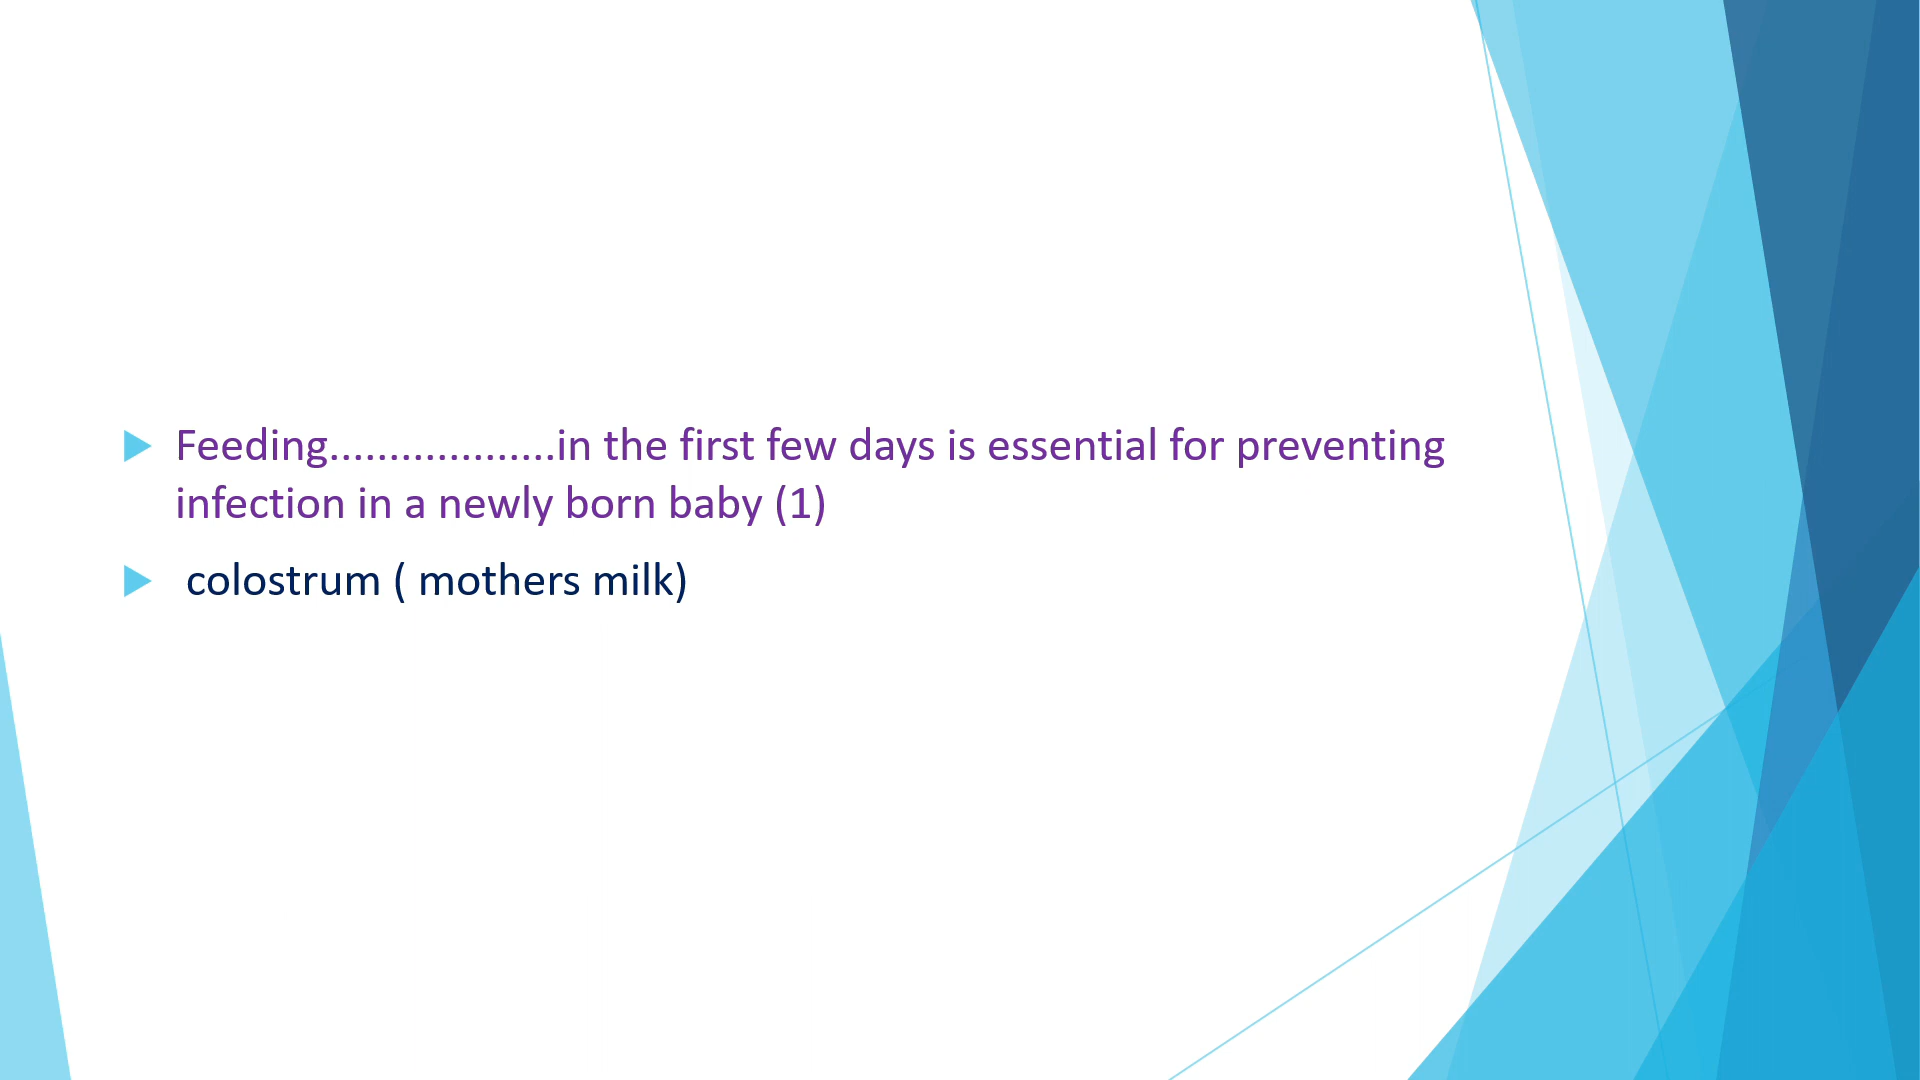 Feeding...................in the first few days is essential for preventing
infection in a newly born baby (1)
colostrum ( mothers milk)